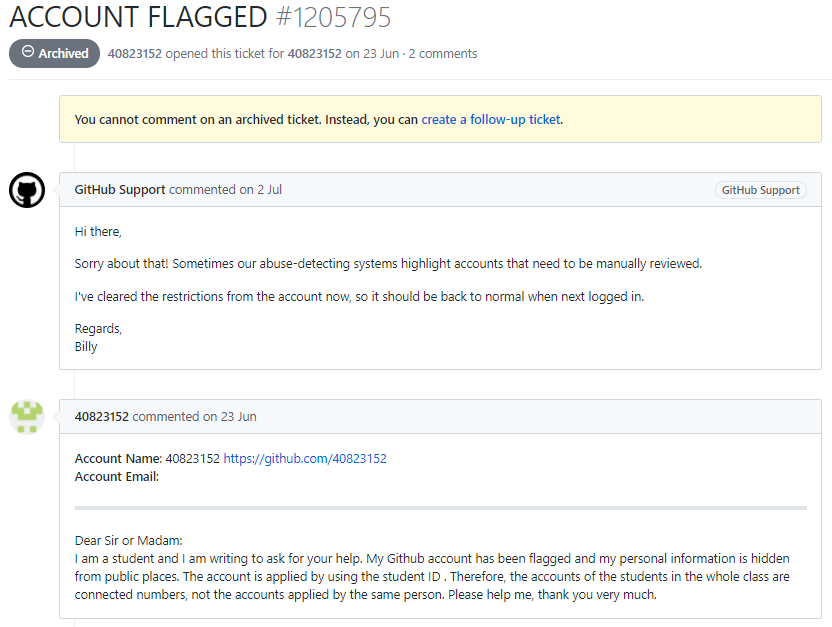 ACCOUNT FLAGGED #1205795
Archived 40823152 opened this ticket for 40823152 on 23 Jun · 2 comments
You cannot comment on an archived ticket. Instead, you can create a follow-up ticket.
GitHub Support commented on 2 Jul GitHub Support
Hi there,
Sorry about that! Sometimes our abuse-detecting systems highlight accounts that need to be manually reviewed.
I've cleared the restrictions from the account now, so it should be back to normal when next logged in.
Regards,
Billy
40823152 commented on 23 Jun
Account Name: 40823152 https://github.com/40823152
Account Email:
Dear Sir or Madam:
I am a student and I am writing to ask for your help. My Github account has been flagged and my personal information is hidden
from public places. The account is applied by using the student ID . Therefore, the accounts of the students in the whole class are
connected numbers, not the accounts applied by the same person. Please help me, thank you very much.